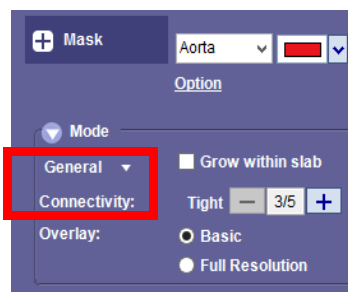 Mask Aorta
Option
Mode
General Grow within slab
Connectivity: Tight 3/5
Overlay: Basic
Full Resolution